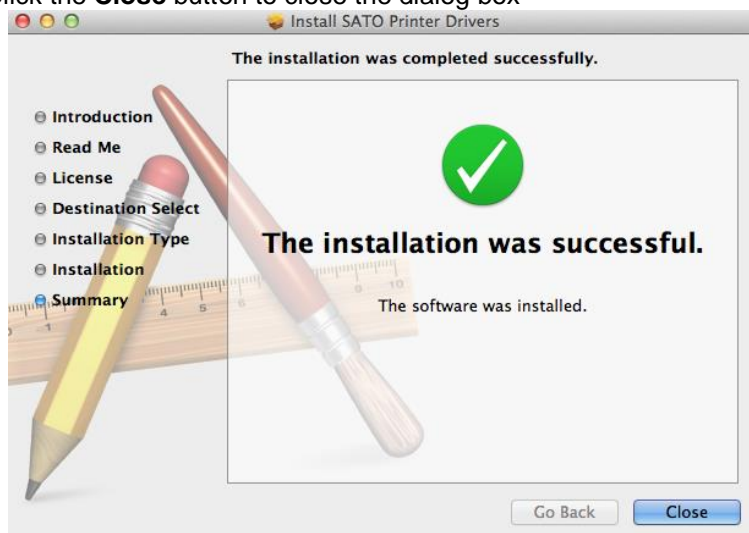 click the Close button to close the dialog box
Install SATO Printer Drivers
The installation was completed successfully.
Introduction
Read Me
License
Destination Select
Installation Type
Installation
Summary
The installation was successful.
The software was installed.
Go Back
Close